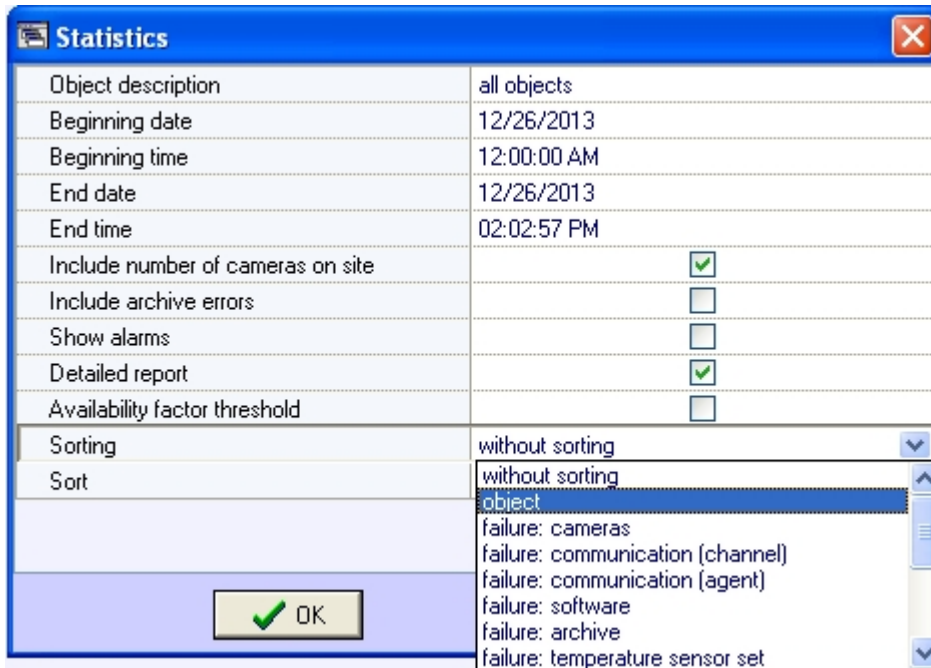 Statistics
Object description all objects
Beginning date 12/26/2013
Beginning time 12:00:00 AM
End date 12/26/2013
End time 02:02:57 PM
Include number of cameras on site
Include archive errors
Show alarms
Detailed report
Availability factor threshold
Sorting without sorting
Sort
without sorting
object
failure: cameras
failure: communication (channel)
failure: communication (agent)
failure: software
failure: archive
failure: temperature sensor set
OK